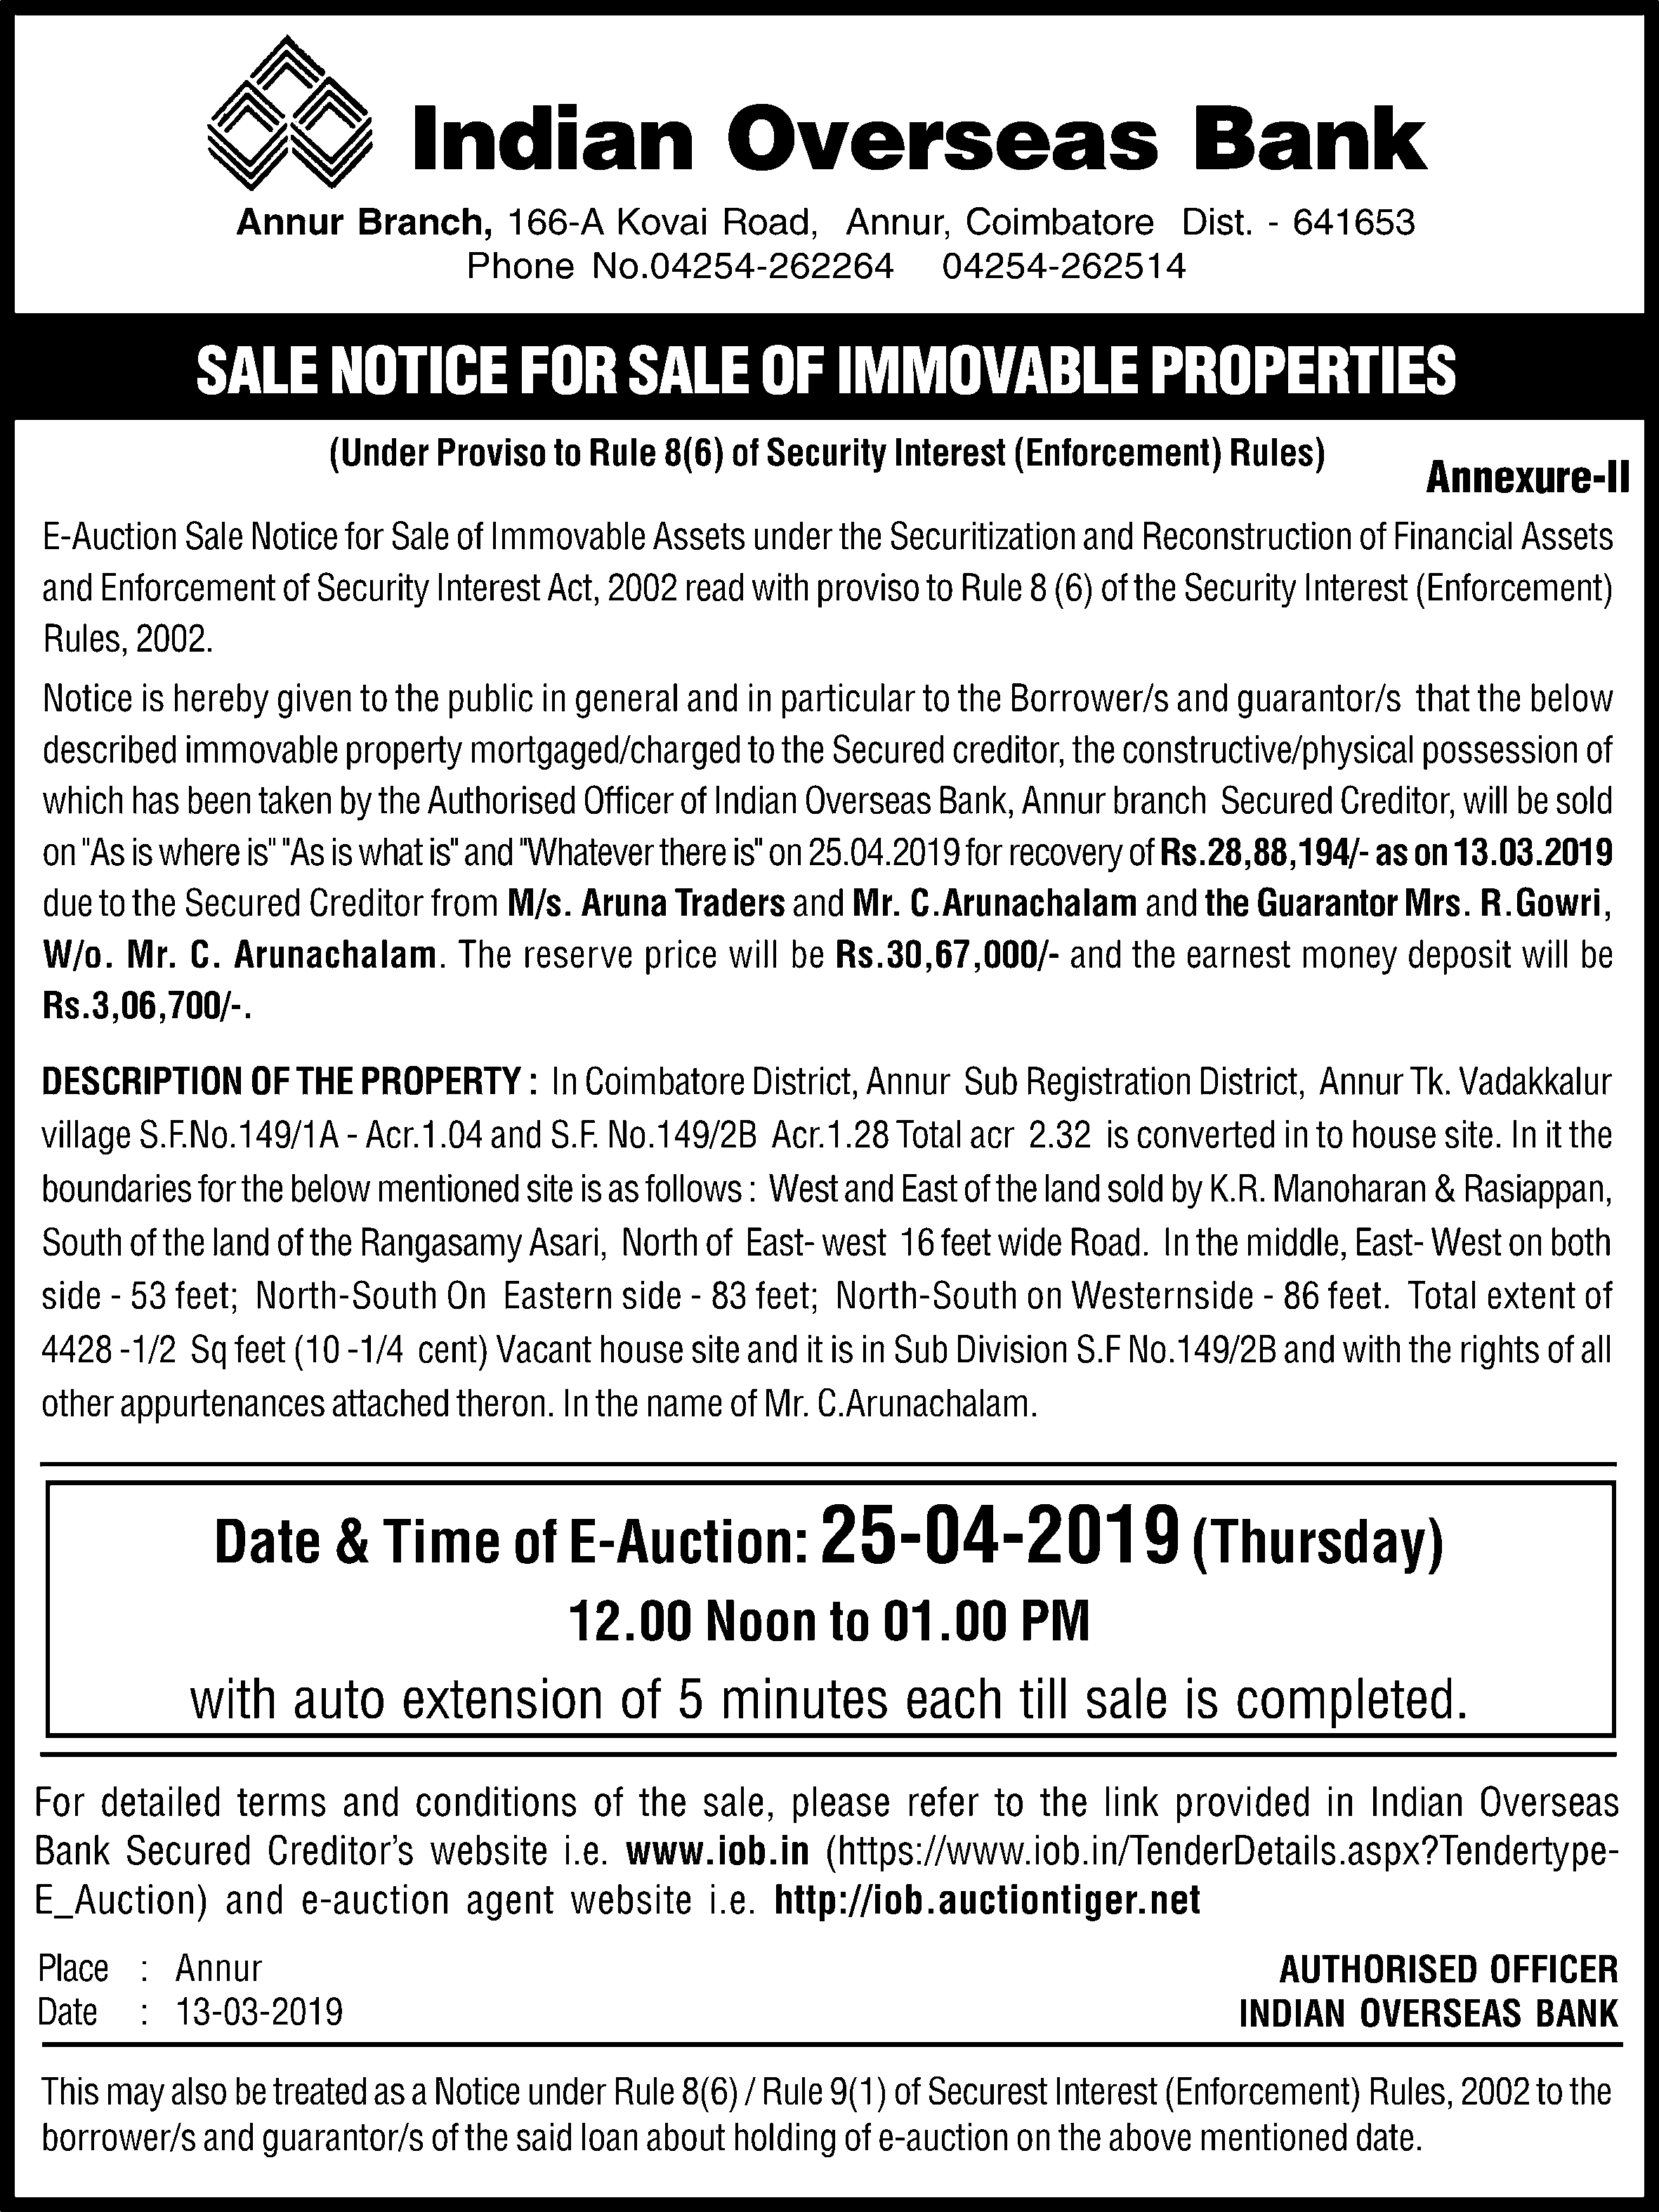 Indian Overseas Bank
Annur Branch, 166-A Kovai Road, Annur, Coimbatore Dist. - 641653
Phone No.04254-262264 04254-262514
SALE NOTICE FOR SALE OF IMMOVABLE PROPERTIES
(Under Proviso to Rule 8(6) of Security Interest (Enforcement) Rules)
Annexure-II
E-Auction Sale Notice for Sale of Immovable Assets under the Securitization and Reconstruction of Financial Assets
and Enforcement of Security Interest Act, 2002 read with proviso to Rule 8 (6) of the Security Interest (Enforcement)
Rules, 2002.
Notice is hereby given to the public in general and in particular to the Borrower/s and guarantor/s that the below
described immovable property mortgaged/charged to the Secured creditor, the constructive/physical possession of
which has been taken by the Authorised Officer of Indian Overseas Bank, Annur branch Secured Creditor, will be sold
on "As is where is" "As is what is" and "Whatever there is" on 25.04.2019 for recovery of Rs.28,88,194/- as on 13.03.2019
due to the Secured Creditor from M/s. Aruna Traders and Mr. C.Arunachalam and the Guarantor Mrs. R.Gowri,
W/o. Mr. C. Arunachalam. The reserve price will be Rs.30,67,000/- and the earnest money deposit will be
Rs.3,06,700/-.
DESCRIPTION OF THE PROPERTY : In Coimbatore District, Annur Sub Registration District, Annur Tk. Vadakkalur
village S.F.No.149/1A - Acr.1.04 and S.F. No.149/2B Acr.1.28 Total acr 2.32 is converted in to house site. In it the
boundaries for the below mentioned site is as follows : West and East of the land sold by K.R. Manoharan & Rasiappan,
South of the land of the Rangasamy Asari, North of East- west 16 feet wide Road. In the middle, East- West on both
side - 53 feet; North-South On Eastern side - 83 feet; North-South on Westernside - 86 feet. Total extent of
4428 -1/2 Sq feet (10 -1/4 cent) Vacant house site and it is in Sub Division S.F No.149/2B and with the rights of all
other appurtenances attached theron. In the name of Mr. C.Arunachalam.
Date & Time of E-Auction: 25-04-2019 (Thursday)
12.00 Noon to 01.00 PM
with auto extension of 5 minutes each till sale is completed.
For detailed terms and conditions of the sale, please refer to the link provided in Indian Overseas
Bank Secured Creditor’s website i.e. www.iob.in (https://www.iob.in/TenderDetails.aspx?Tendertype-
E_Auction) and e-auction agent website i.e. http://iob.auctiontiger.net
Place : Annur
AUTHORISED OFFICER
Date : 13-03-2019
INDIAN OVERSEAS BANK
This may also be treated as a Notice under Rule 8(6) / Rule 9(1) of Securest Interest (Enforcement) Rules, 2002 to the
borrower/s and guarantor/s of the said loan about holding of e-auction on the above mentioned date.